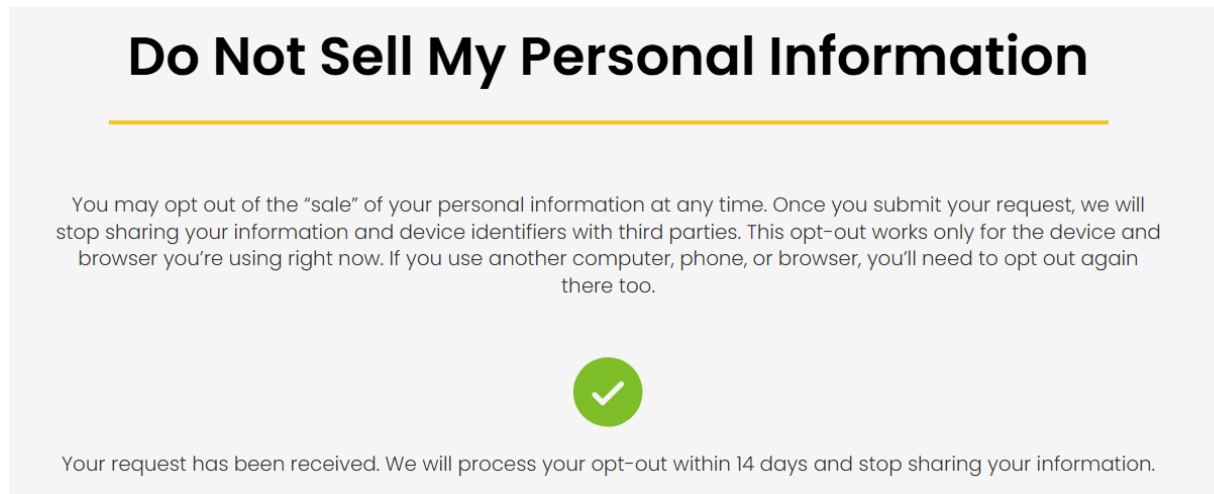 Do Not Sell My Personal Information
You may opt out of the “sale” of your personal information at any time. Once you submit your request, we will
stop sharing your information and device identifiers with third parties. This opt-out works only for the device and
browser you’re using right now. If you use another computer, phone, or browser, you’ll need to opt out again
there too.
Your request has been received. We will process your opt-out within 14 days and stop sharing your information.